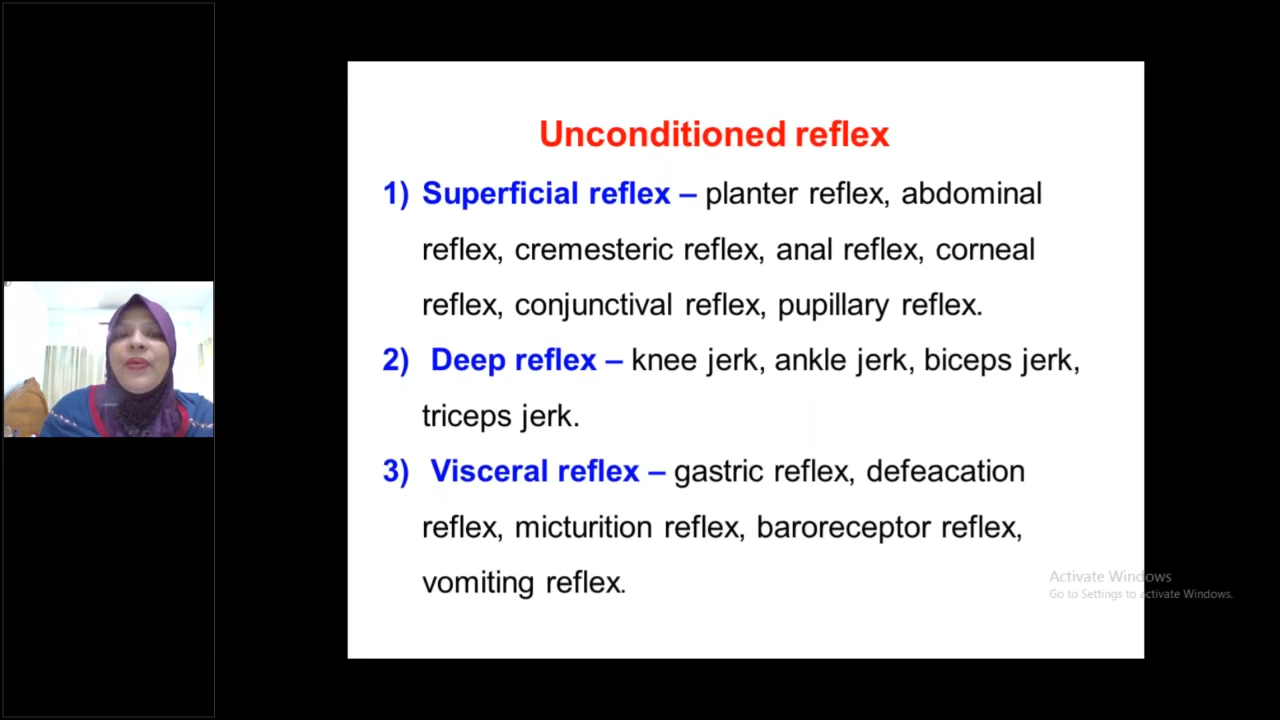 Unconditioned reflex
1) Superficial reflex – planter reflex, abdominal
reflex, cremesteric reflex, anal reflex, corneal
reflex, conjunctival reflex, pupillary reflex.
2) Deep reflex – knee jerk, ankle jerk, biceps jerk,
triceps jerk.
3) Visceral reflex – gastric reflex, defeacation
reflex, micturition reflex, baroreceptor reflex,
vomiting reflex.
Activate Windows
Go to Settings to activate Windows.